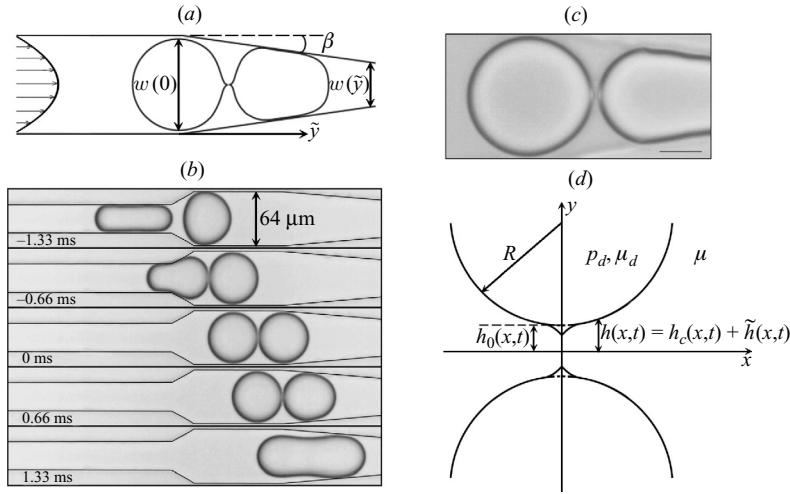 (a)
β
w(0)
w(ỹ)
ỹ
(b)
64 μm
–1.33 ms
–0.66 ms
0 ms
0.66 ms
1.33 ms
(c)
(d)
y
R
p_d, μ_d
μ
h_0(x,t)
h(x,t) = h_c(x,t) + h̃(x,t)
x